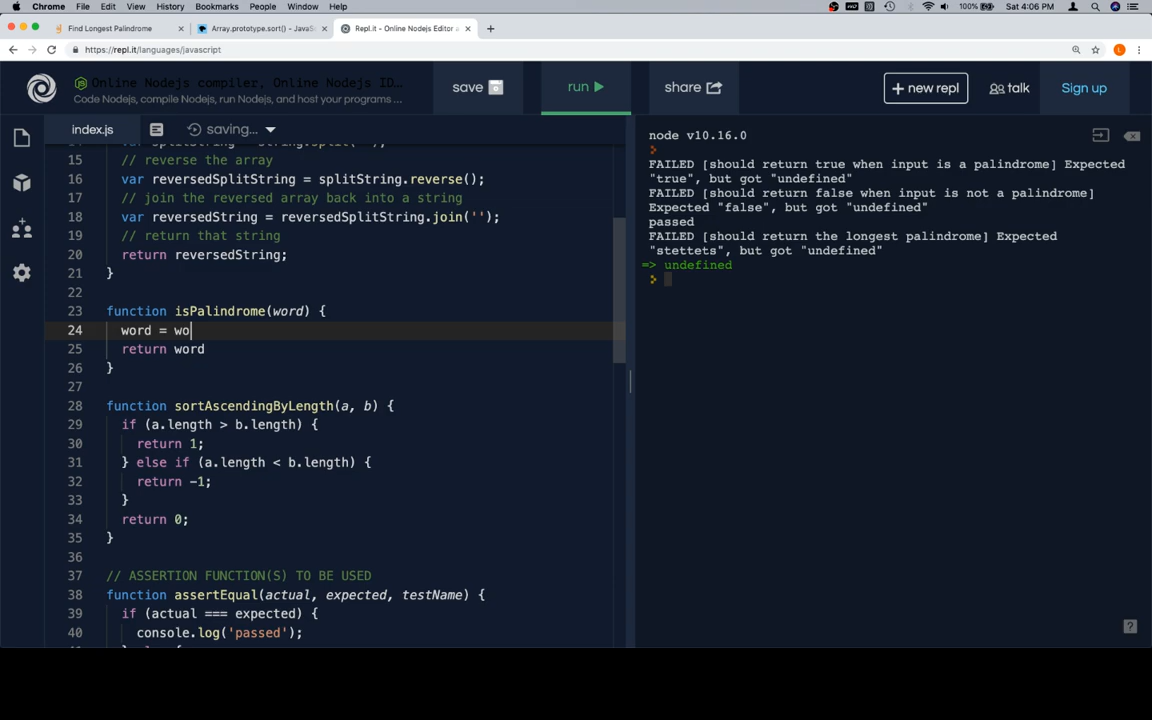 Chrome File Edit View History Bookmarks People Window Help 100% Sat 4:06 PM
Find Longest Palindrome × Array.prototype.sort() – JavaS × Repl.it - Online Nodejs Editor a ×
https://repl.it/languages/javascript
Online Nodejs compiler, Online Nodejs ID...
Code Nodejs, compile Nodejs, run Nodejs, and host your programs ...
save run share + new repl talk Sign up
index.js saving...
15 // reverse the array
16 var reversedSplitString = splitString.reverse();
17 // join the reversed array back into a string
18 var reversedString = reversedSplitString.join('');
19 // return that string
20 return reversedString;
21 }
22
23 function isPalindrome(word) {
24 word = wo
25 return word
26 }
27
28 function sortAscendingByLength(a, b) {
29 if (a.length > b.length) {
30 return 1;
31 } else if (a.length < b.length) {
32 return -1;
33 }
34 return 0;
35 }
36
37 // ASSERTION FUNCTION(S) TO BE USED
38 function assertEqual(actual, expected, testName) {
39 if (actual === expected) {
40 console.log('passed');
node v10.16.0
FAILED [should return true when input is a palindrome] Expected
"true", but got "undefined"
FAILED [should return false when input is not a palindrome]
Expected "false", but got "undefined"
passed
FAILED [should return the longest palindrome] Expected
"stettets", but got "undefined"
=> undefined